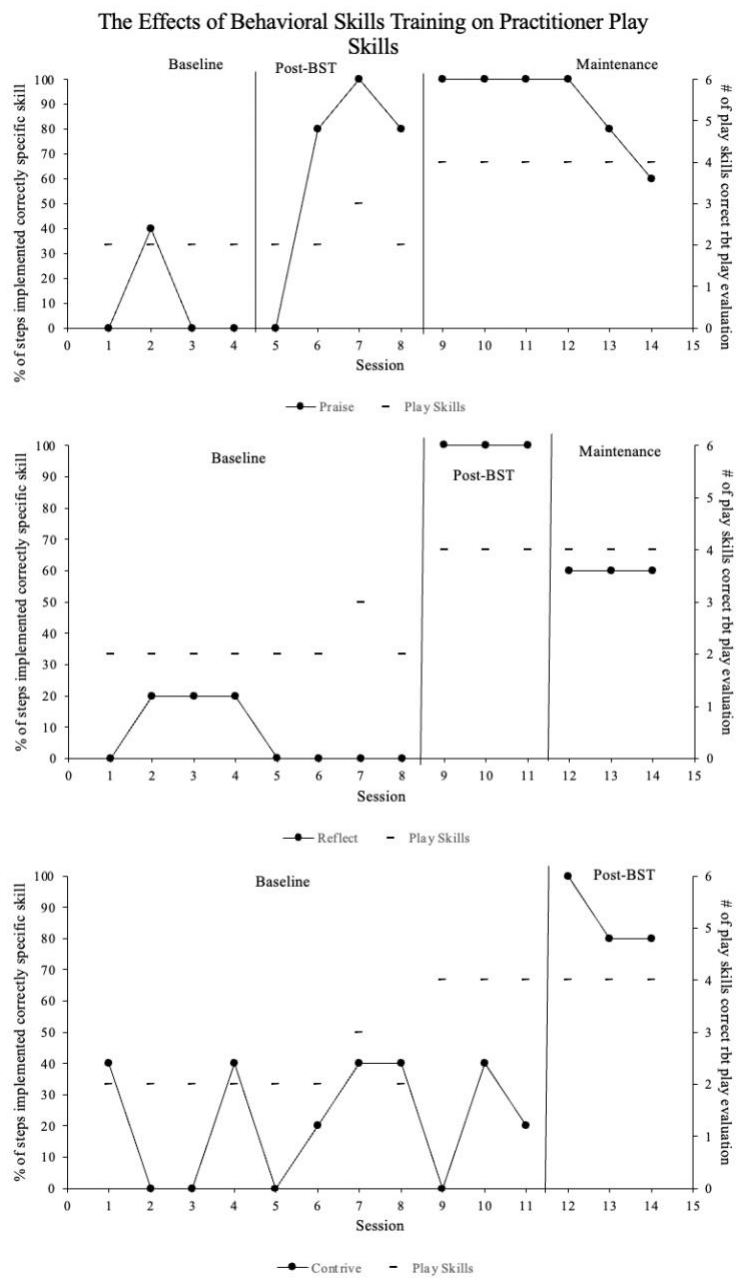 The Effects of Behavioral Skills Training on Practitioner Play
Skills
Baseline
Post-BST
Maintenance
% of steps implemented correctly specific skill
100
90
80
70
60
50
40
30
20
10
0
6
5
4
3
2
1
0
# of play skills correct rbt play evaluation
0 1 2 3 4 5 6 7 8 9 10 11 12 13 14 15
Session
Praise Play Skills
Baseline
Post-BST
Maintenance
% of steps implemented correctly specific skill
100
90
80
70
60
50
40
30
20
10
0
6
5
4
3
2
1
0
# of play skills correct rbt play evaluation
0 1 2 3 4 5 6 7 8 9 10 11 12 13 14 15
Session
Reflect Play Skills
Baseline
Post-BST
% of steps implemented correctly specific skill
100
90
80
70
60
50
40
30
20
10
0
6
5
4
3
2
1
0
# of play skills correct rbt play evaluation
0 1 2 3 4 5 6 7 8 9 10 11 12 13 14 15
Session
Contrive Play Skills